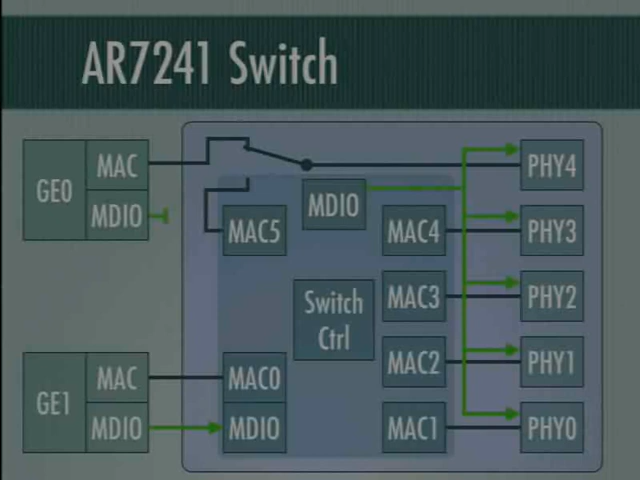 AR7241 Switch
GE0
MAC
MDIO
PHY4
MDIO
MAC5
MAC4
PHY3
Switch
Ctrl
MAC3
PHY2
GE1
MAC
MDIO
MAC0
MDIO
MAC2
PHY1
MAC1
PHY0